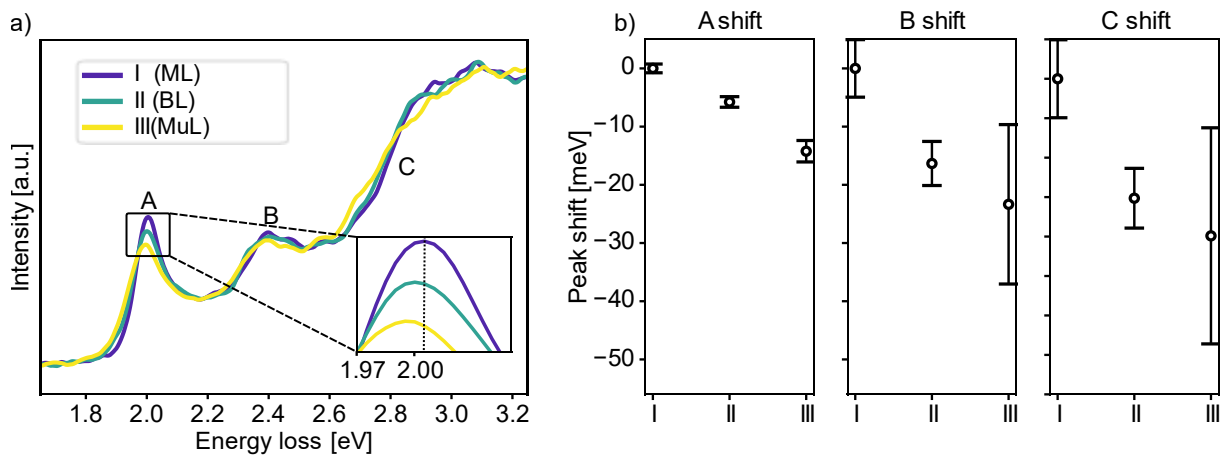 a)
I (ML)
II (BL)
III(MuL)
A
B
C
1.97 2.00
Intensity [a.u.]
1.8 2.0 2.2 2.4 2.6 2.8 3.0 3.2
Energy loss [eV]
b)
A shift
B shift
C shift
0
−10
−20
−30
−40
−50
Peak shift [meV]
I II III
I II III
I II III